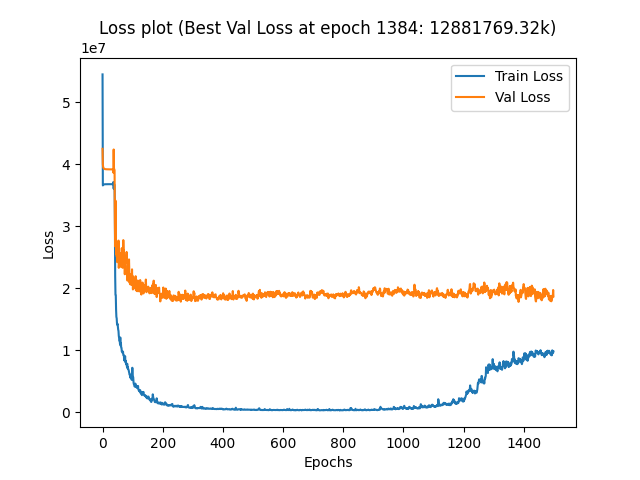 Loss plot (Best Val Loss at epoch 1384: 12881769.32k)
1e7
Train Loss
Val Loss
5
4
3
2
1
0
Loss
0 200 400 600 800 1000 1200 1400
Epochs